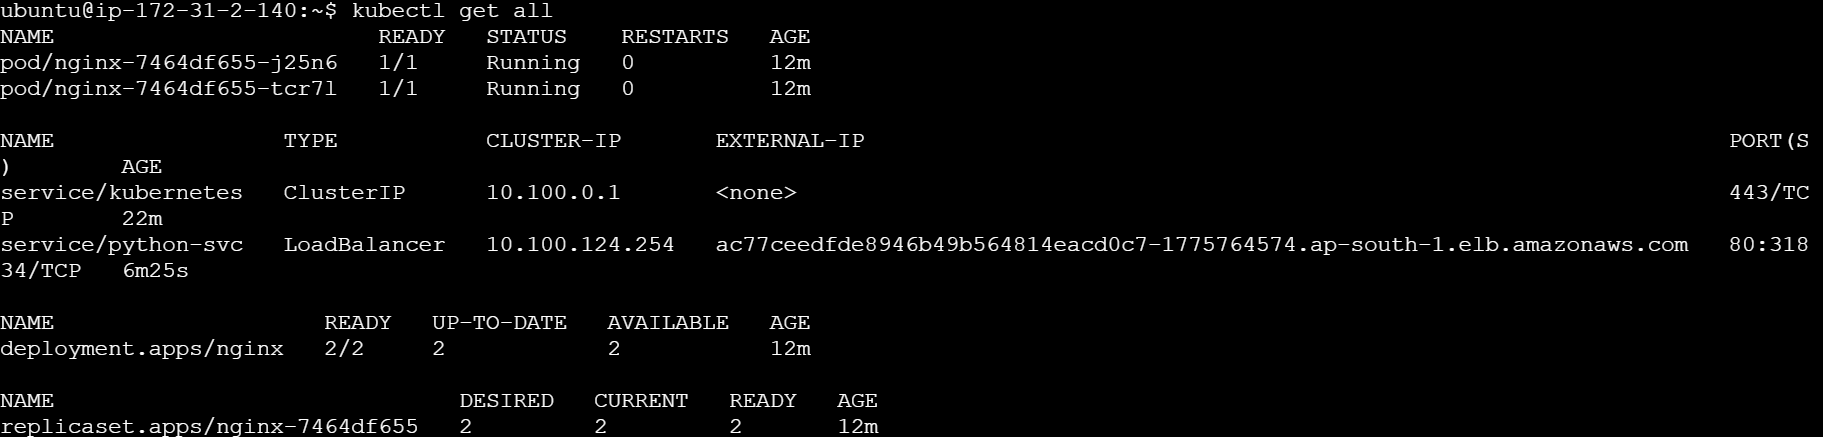 ubuntu@ip-172-31-2-140:~$ kubectl get all
NAME                        READY   STATUS    RESTARTS   AGE
pod/nginx-7464df655-j25n6   1/1     Running   0          12m
pod/nginx-7464df655-tcr7l   1/1     Running   0          12m
NAME                 TYPE           CLUSTER-IP       EXTERNAL-IP                                                                PORT(S
)        AGE
service/kubernetes   ClusterIP      10.100.0.1       <none>                                                                     443/TC
P        22m
service/python-svc   LoadBalancer   10.100.124.254   ac77ceedfde8946b49b564814eacd0c7-1775764574.ap-south-1.elb.amazonaws.com   80:318
34/TCP   6m25s
NAME                    READY   UP-TO-DATE   AVAILABLE   AGE
deployment.apps/nginx   2/2     2            2           12m
NAME                              DESIRED   CURRENT   READY   AGE
replicaset.apps/nginx-7464df655   2         2         2       12m